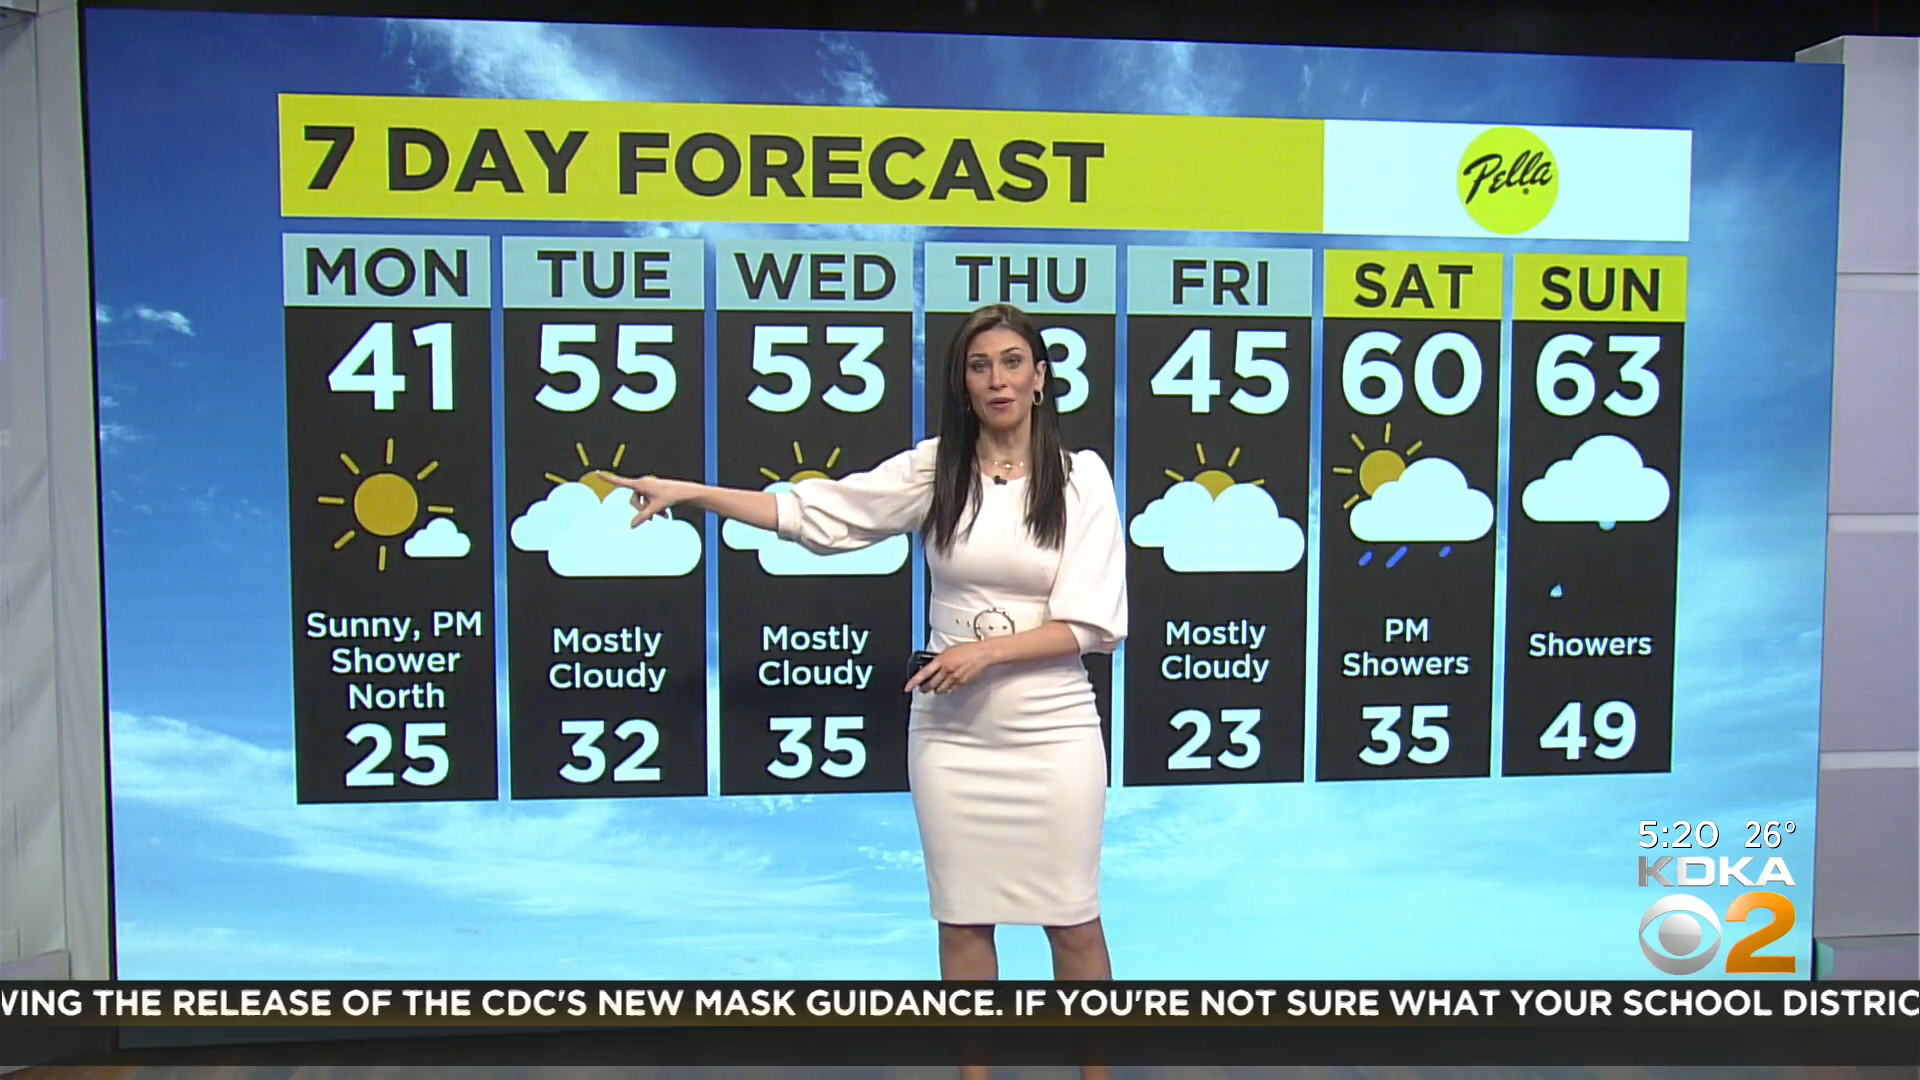 7 DAY FORECAST
Pella
MON TUE WED THU FRI SAT SUN
41 55 53 45 60 63
Sunny, PM
Shower
North
Mostly
Cloudy
Mostly
Cloudy
Mostly
Cloudy
PM
Showers
Showers
25 32 35 23 35 49
5:20 26°
KDKA
2
THE RELEASE OF THE CDC'S NEW MASK GUIDANCE. IF YOU'RE NOT SURE WHAT YOUR SCHOOL